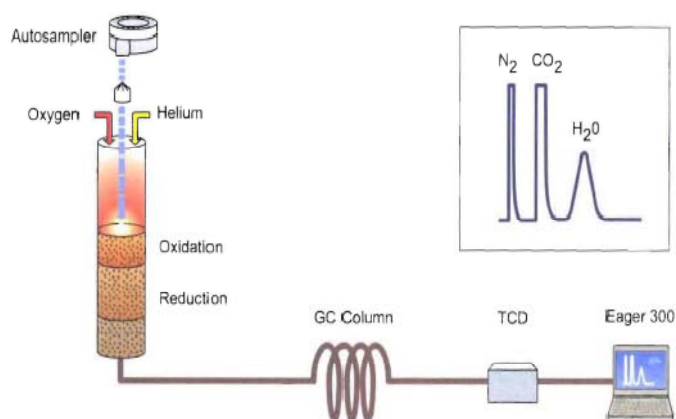 Autosampler
Oxygen
Helium
Oxidation
Reduction
GC Column
TCD
Eager 300
N2
CO2
H20